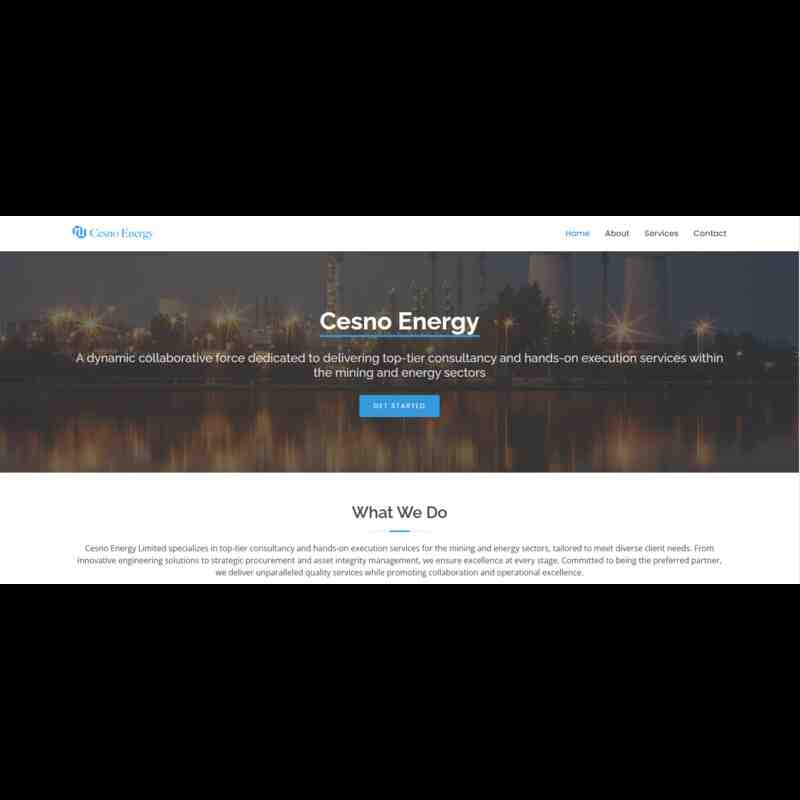 Cesno Energy
Home About Services Contact
Cesno Energy
A dynamic collaborative force dedicated to delivering top-tier consultancy and hands-on execution services within
the mining and energy sectors
GET STARTED
What We Do
Cesno Energy Limited specializes in top-tier consultancy and hands-on execution services for the mining and energy sectors, tailored to meet diverse client needs. From
innovative engineering solutions to strategic procurement and asset integrity management, we ensure excellence at every stage. Committed to being the preferred partner,
we deliver unparalleled quality services while promoting collaboration and operational excellence.